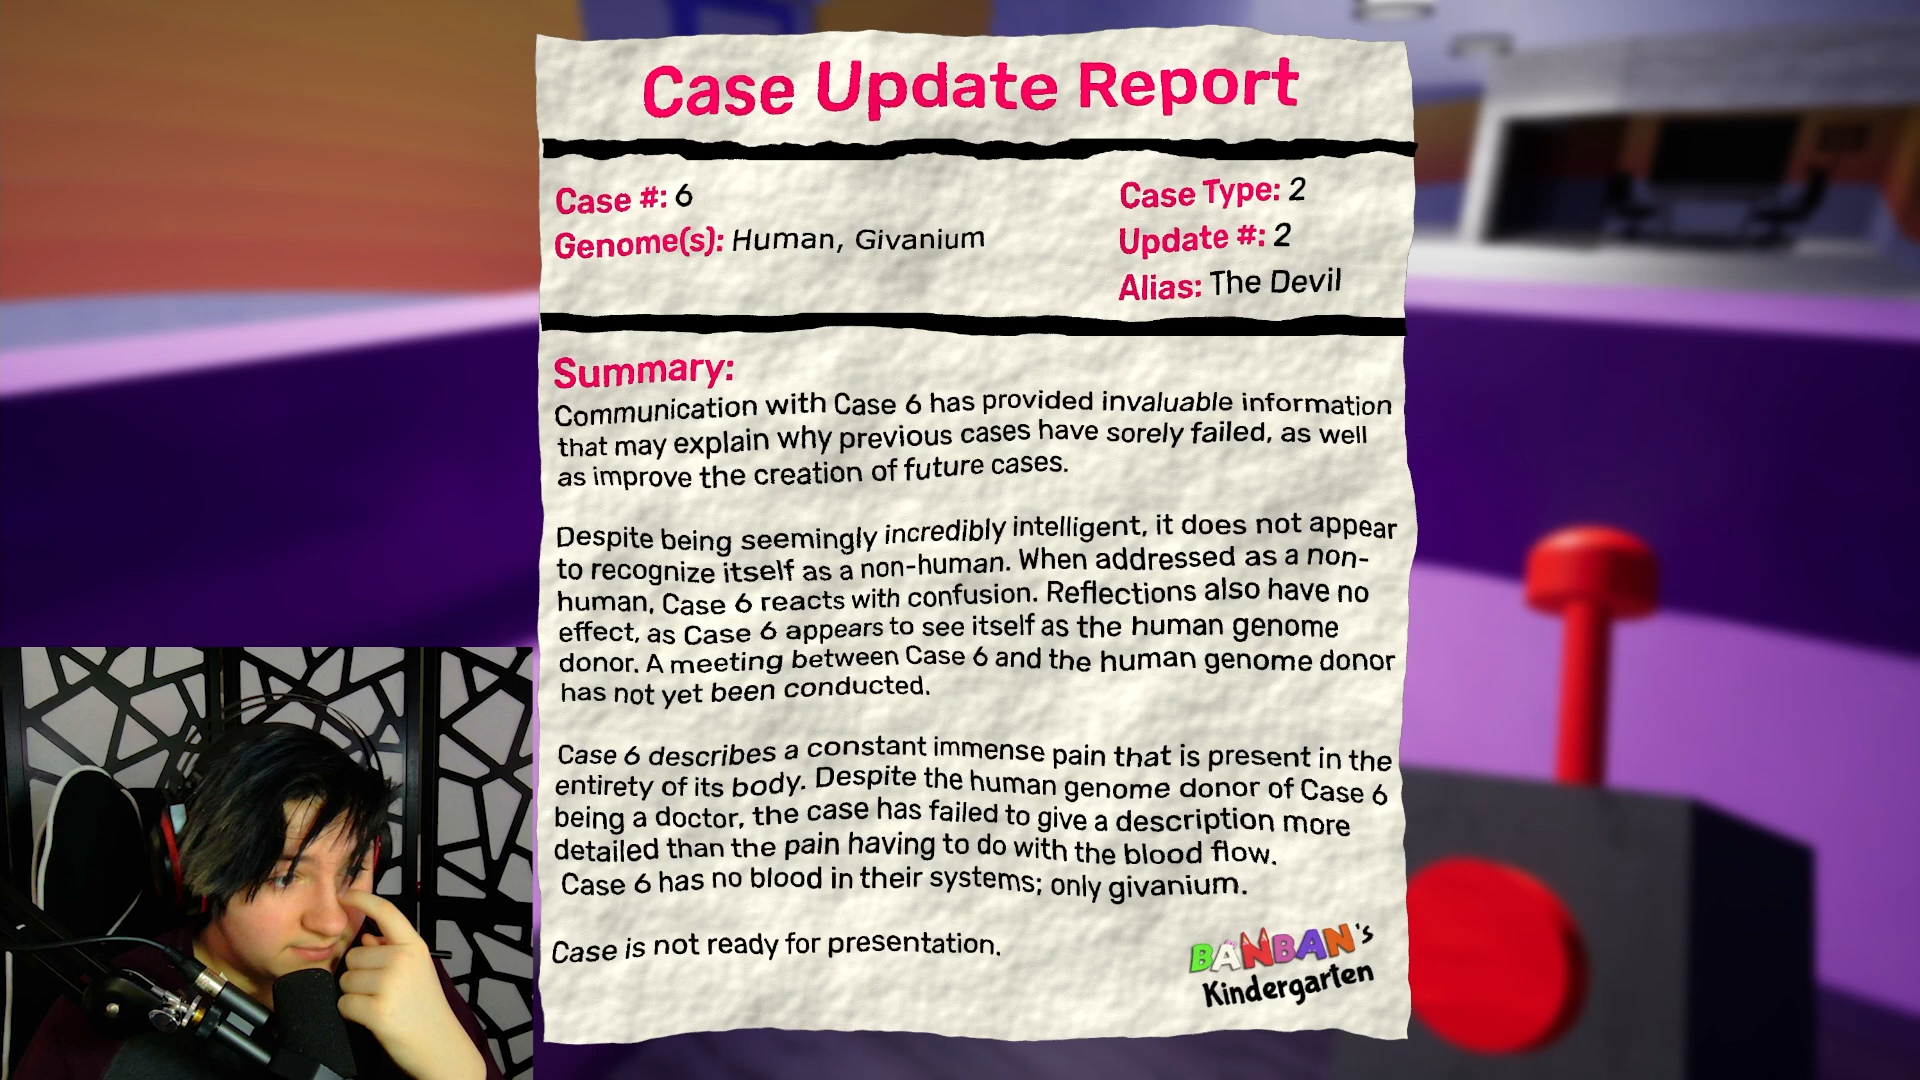 Case Update Report
Case #: 6
Genome(s): Human, Givanium
Case Type: 2
Update #: 2
Alias: The Devil
Summary:
Communication with Case 6 has provided invaluable information
that may explain why previous cases have sorely failed, as well
as improve the creation of future cases.
Despite being seemingly incredibly intelligent, it does not appear
to recognize itself as a non-human. When addressed as a non-
human, Case 6 reacts with confusion. Reflections also have no
effect, as Case 6 appears to see itself as the human genome
donor. A meeting between Case 6 and the human genome donor
has not yet been conducted.
Case 6 describes a constant immense pain that is present in the
entirety of its body. Despite the human genome donor of Case 6
being a doctor, the case has failed to give a description more
detailed than the pain having to do with the blood flow.
Case 6 has no blood in their systems; only givanium.
Case is not ready for presentation.
BANBAN's
Kindergarten